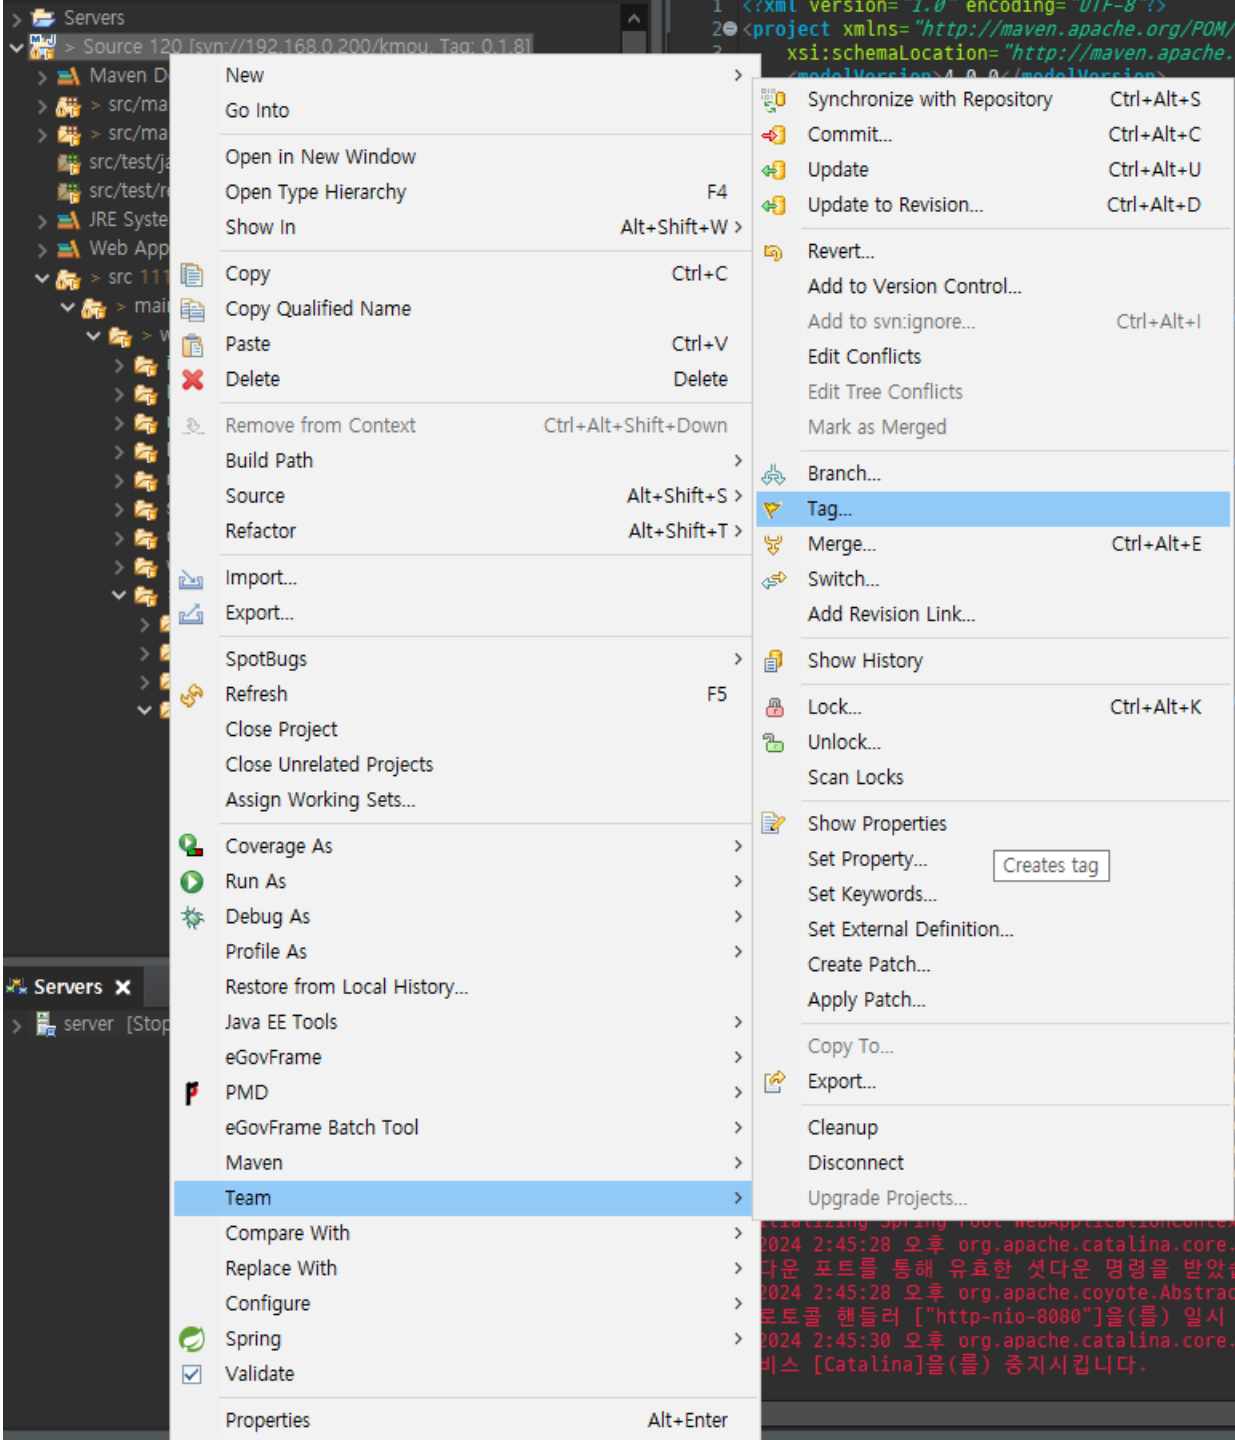 Servers
> Source 120 [svn://192.168.0.200/kmou, Tag: 0.1.8]
Maven D
> src/ma
> src/ma
src/test/ja
src/test/re
JRE Syste
Web App
> src 111
> mai
> w
Servers
server [Stop
New
Go Into
Open in New Window
Open Type Hierarchy F4
Show In Alt+Shift+W >
Copy Ctrl+C
Copy Qualified Name
Paste Ctrl+V
Delete Delete
Remove from Context Ctrl+Alt+Shift+Down
Build Path
Source Alt+Shift+S >
Refactor Alt+Shift+T >
Import...
Export...
SpotBugs
Refresh F5
Close Project
Close Unrelated Projects
Assign Working Sets...
Coverage As
Run As
Debug As
Profile As
Restore from Local History...
Java EE Tools
eGovFrame
PMD
eGovFrame Batch Tool
Maven
Team
Compare With
Replace With
Configure
Spring
Validate
Properties Alt+Enter
1 <?xml version="1.0" encoding="UTF-8"?>
2 <project xmlns="http://maven.apache.org/POM/
3 xsi:schemaLocation="http://maven.apache.
<modelVersion>4.0.0</modelVersion>
Synchronize with Repository Ctrl+Alt+S
Commit... Ctrl+Alt+C
Update Ctrl+Alt+U
Update to Revision... Ctrl+Alt+D
Revert...
Add to Version Control...
Add to svn:ignore... Ctrl+Alt+I
Edit Conflicts
Edit Tree Conflicts
Mark as Merged
Branch...
Tag...
Merge... Ctrl+Alt+E
Switch...
Add Revision Link...
Show History
Lock... Ctrl+Alt+K
Unlock...
Scan Locks
Show Properties
Set Property...
Creates tag
Set Keywords...
Set External Definition...
Create Patch...
Apply Patch...
Copy To...
Export...
Cleanup
Disconnect
Upgrade Projects...
itializing Spring root WebApplicationContex
2024 2:45:28 오후 org.apache.catalina.core.
다운 포트를 통해 유효한 셧다운 명령을 받았
2024 2:45:28 오후 org.apache.coyote.Abstrac
로토콜 핸들러 ["http-nio-8080"]을(를) 일시
2024 2:45:30 오후 org.apache.catalina.core.
비스 [Catalina]을(를) 중지시킵니다.